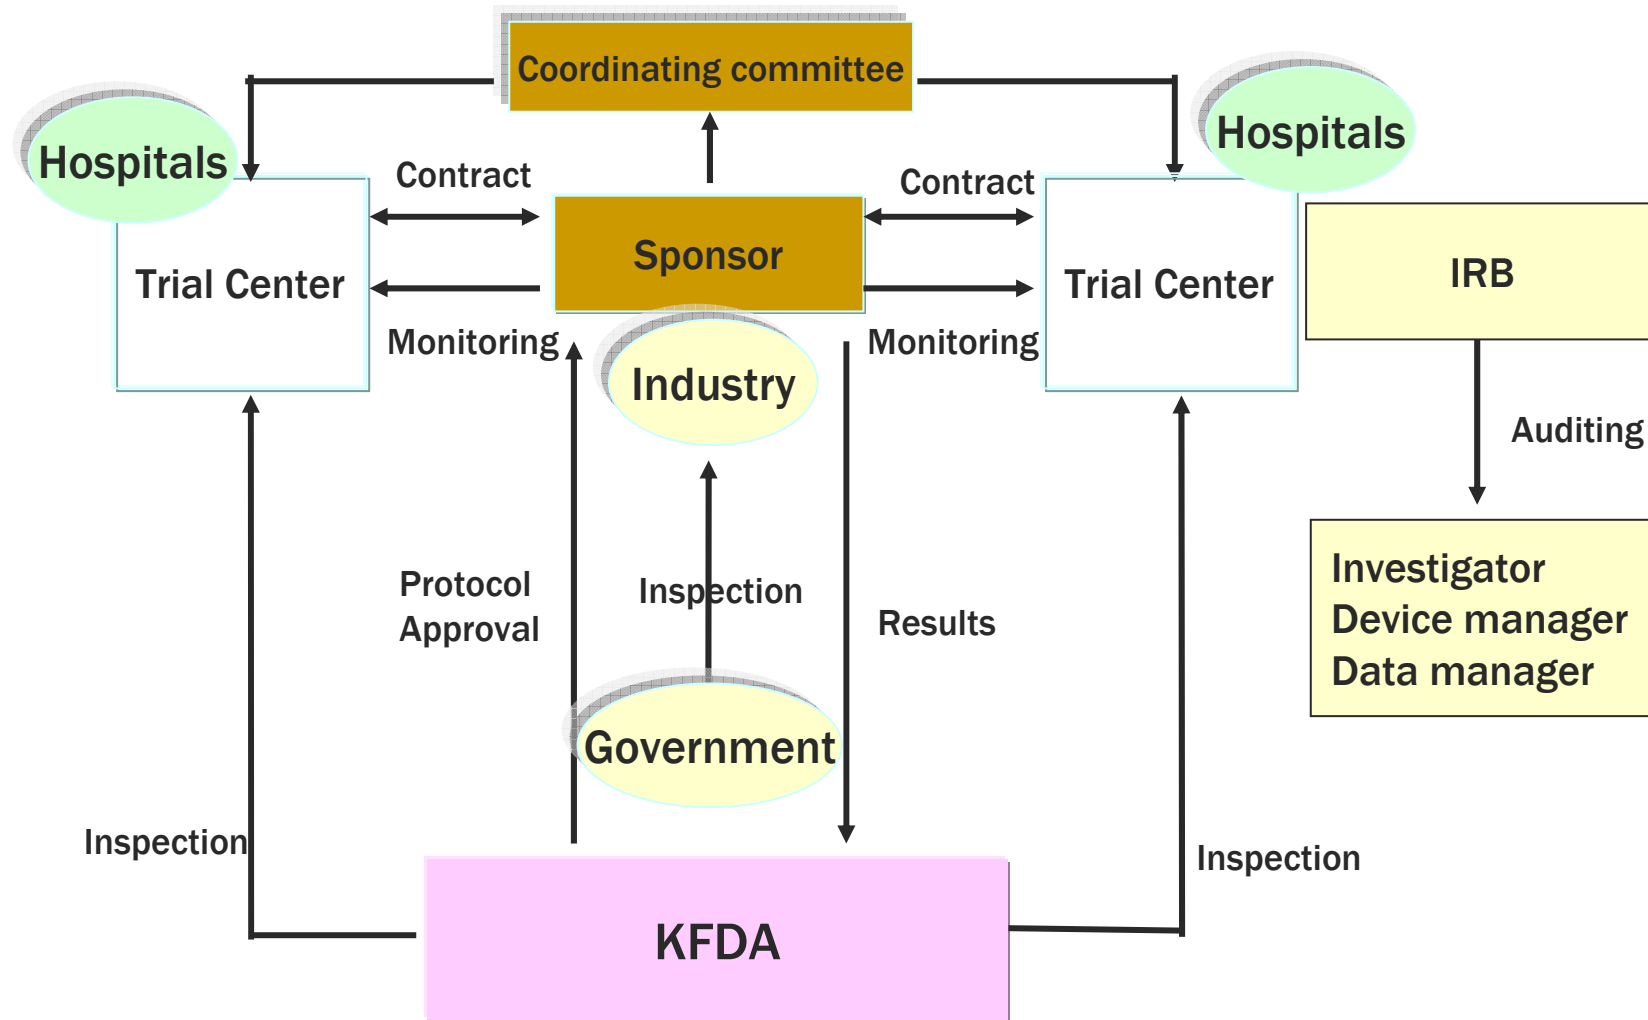 Coordinating committee
Hospitals
Hospitals
Contract
Contract
Trial Center
Sponsor
Trial Center
IRB
Monitoring
Monitoring
Industry
Auditing
Protocol
Approval
Inspection
Results
Investigator
Device manager
Data manager
Government
Inspection
Inspection
KFDA